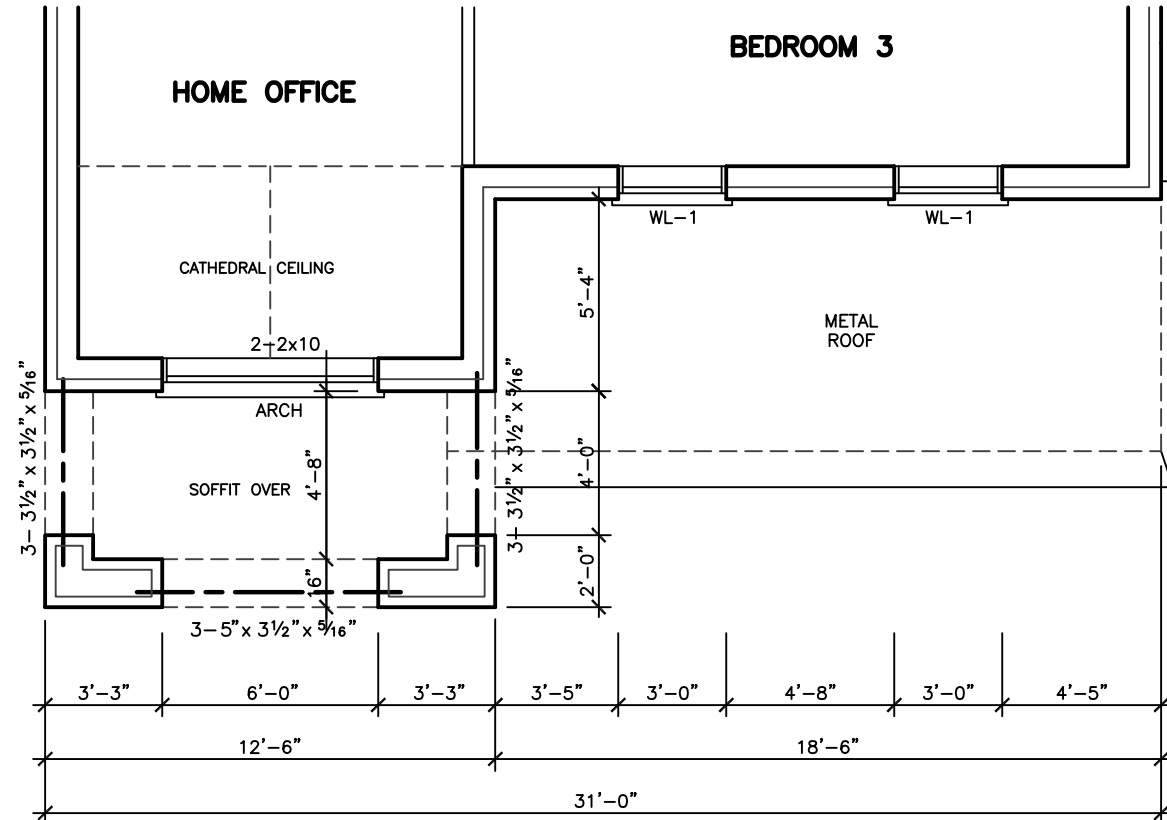 BEDROOM 3
HOME OFFICE
WL-1
WL-1
CATHEDRAL CEILING
5'-4"
METAL
ROOF
2-2x10
ARCH
3- 3½" x 3½" x 5/16"
3- 3½" x 3½" x 5/16"
SOFFIT OVER
4'-8"
4'-0"
16"
2'-0"
3-5" x 3½" x 5/16"
3'-3"
6'-0"
3'-3"
3'-5"
3'-0"
4'-8"
3'-0"
4'-5"
12'-6"
18'-6"
31'-0"